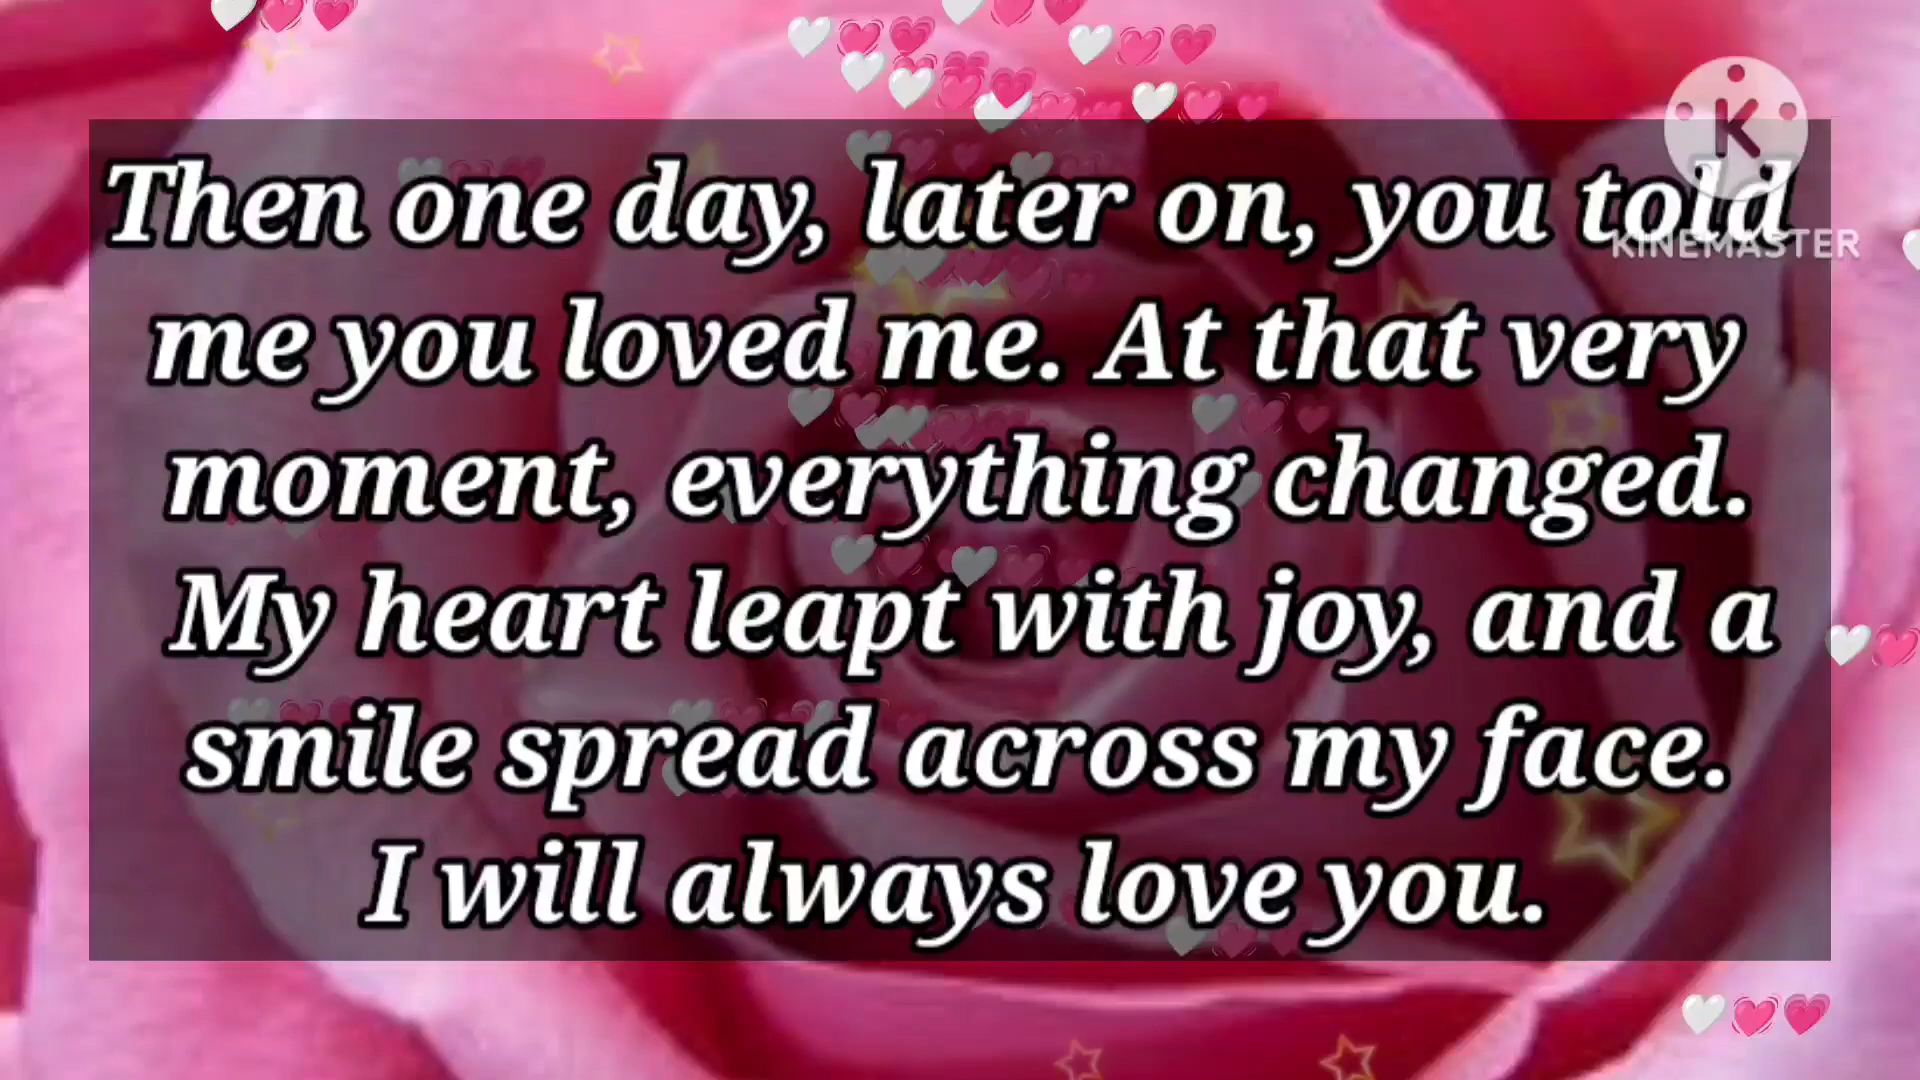 Then one day, later on, you told
KINEMASTER
me you loved me. At that very
moment, everything changed.
My heart leapt with joy, and a
smile spread across my face.
I will always love you.